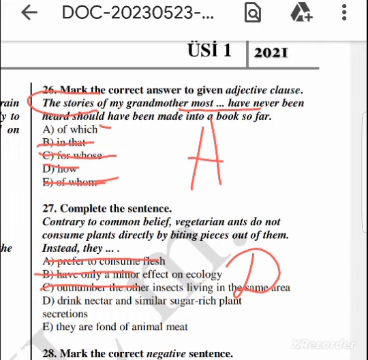 DOC-20230523-...
ÜSİ 1 2021
26. Mark the correct answer to given adjective clause.
rain The stories of my grandmother most ... have never been
y to heard should have been made into a book so far.
on A) of which
B) in that
C) for whose
D) how
E) of whom
A
27. Complete the sentence.
Contrary to common belief, vegetarian ants do not
consume plants directly by biting pieces out of them.
he Instead, they ... .
A) prefer to consume flesh
B) have only a minor effect on ecology
C) outnumber the other insects living in the same area
D) drink nectar and similar sugar-rich plant
secretions
E) they are fond of animal meat
D
28. Mark the correct negative sentence.
ZRecorder